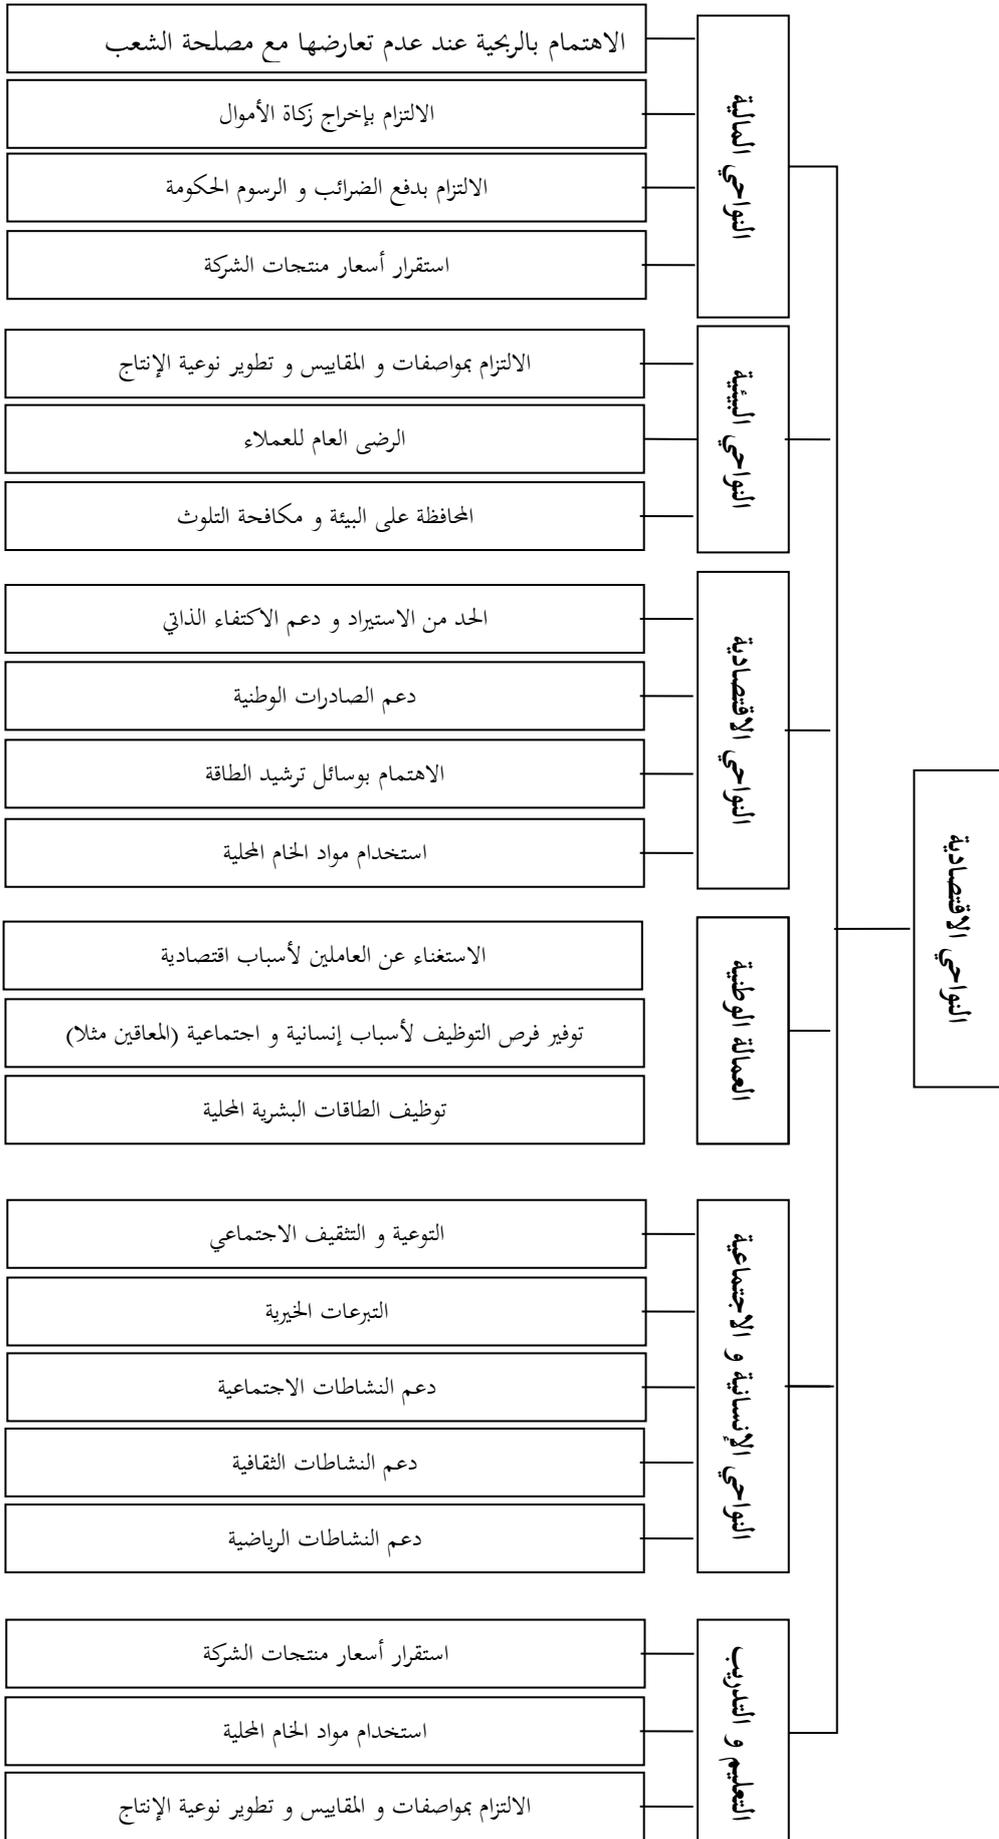 النواحي الاقتصادية
النواحي المالية
الاهتمام بالربحية عند عدم تعارضها مع مصلحة الشعب
الالتزام بإخراج زكاة الأموال
الالتزام بدفع الضرائب و الرسوم الحكومة
استقرار أسعار منتجات الشركة
النواحي البيئية
الالتزام بمواصفات و المقاييس و تطوير نوعية الإنتاج
الرضى العام للعملاء
المحافظة على البيئة و مكافحة التلوث
النواحي الاقتصادية
الحد من الاستيراد و دعم الاكتفاء الذاتي
دعم الصادرات الوطنية
الاهتمام بوسائل ترشيد الطاقة
استخدام مواد الخام المحلية
العمالة الوطنية
الاستغناء عن العاملين لأسباب اقتصادية
توفير فرص التوظيف لأسباب إنسانية و اجتماعية (المعاقين مثلا)
توظيف الطاقات البشرية المحلية
النواحي الإنسانية و الاجتماعية
التوعية و التثقيف الاجتماعي
التبرعات الخيرية
دعم النشاطات الاجتماعية
دعم النشاطات الثقافية
دعم النشاطات الرياضية
التعليم و التدريب
استقرار أسعار منتجات الشركة
استخدام مواد الخام المحلية
الالتزام بمواصفات و المقاييس و تطوير نوعية الإنتاج